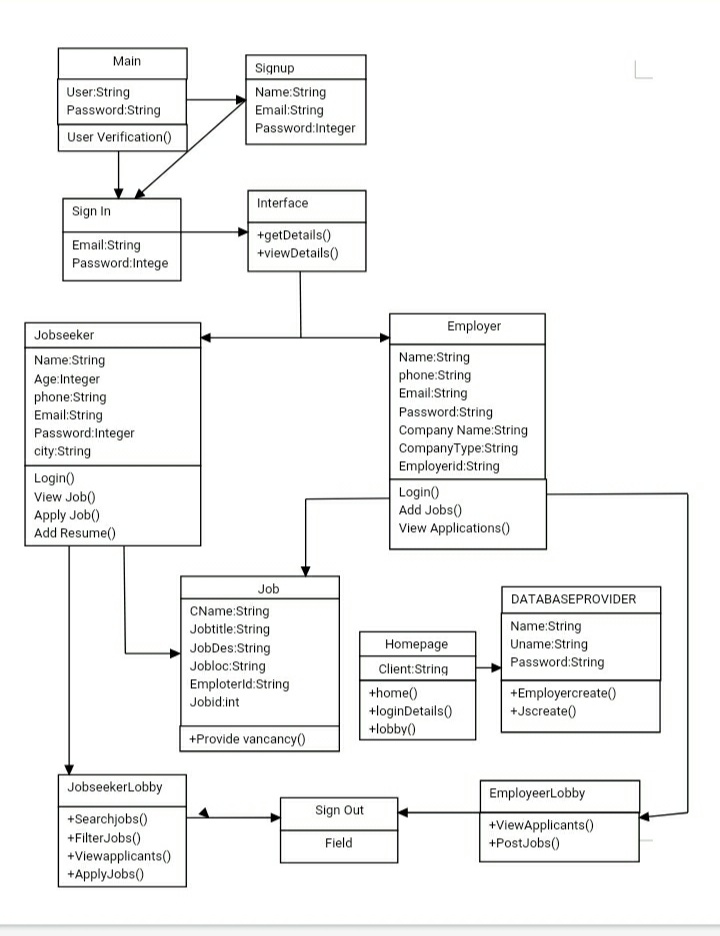 Main
User:String
Password:String
User Verification()
Signup
Name:String
Email:String
Password:Integer
Sign In
Email:String
Password:Intege
Interface
+getDetails()
+viewDetails()
Jobseeker
Name:String
Age:Integer
phone:String
Email:String
Password:Integer
city:String
Login()
View Job()
Apply Job()
Add Resume()
Employer
Name:String
phone:String
Email:String
Password:String
Company Name:String
CompanyType:String
Employerid:String
Login()
Add Jobs()
View Applications()
Job
CName:String
Jobtitle:String
JobDes:String
Jobloc:String
EmploterId:String
Jobid:int
+Provide vancancy()
Homepage
Client:String
+home()
+loginDetails()
+lobby()
DATABASEPROVIDER
Name:String
Uname:String
Password:String
+Employercreate()
+Jscreate()
JobseekerLobby
+Searchjobs()
+FilterJobs()
+Viewapplicants()
+ApplyJobs()
Sign Out
Field
EmployeerLobby
+ViewApplicants()
+PostJobs()